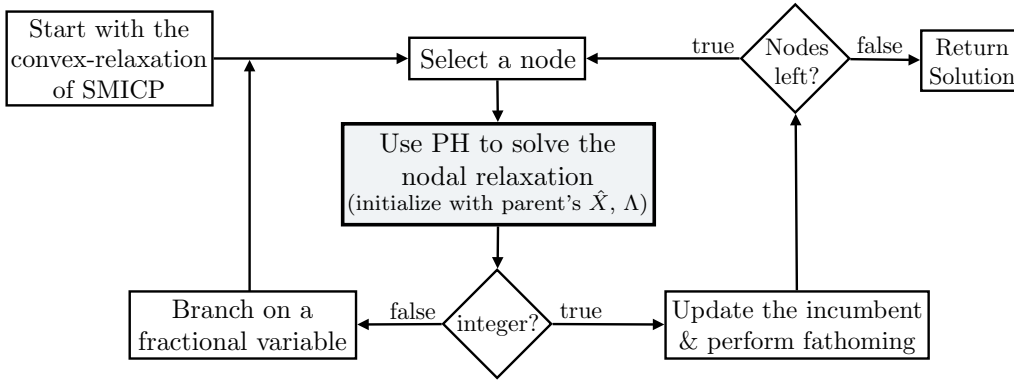 Start with the
convex-relaxation
of SMICP
Select a node
true
Nodes
left?
false
Return
Solution
Use PH to solve the
nodal relaxation
(initialize with parent's X̂, Λ)
Branch on a
fractional variable
false
integer?
true
Update the incumbent
& perform fathoming